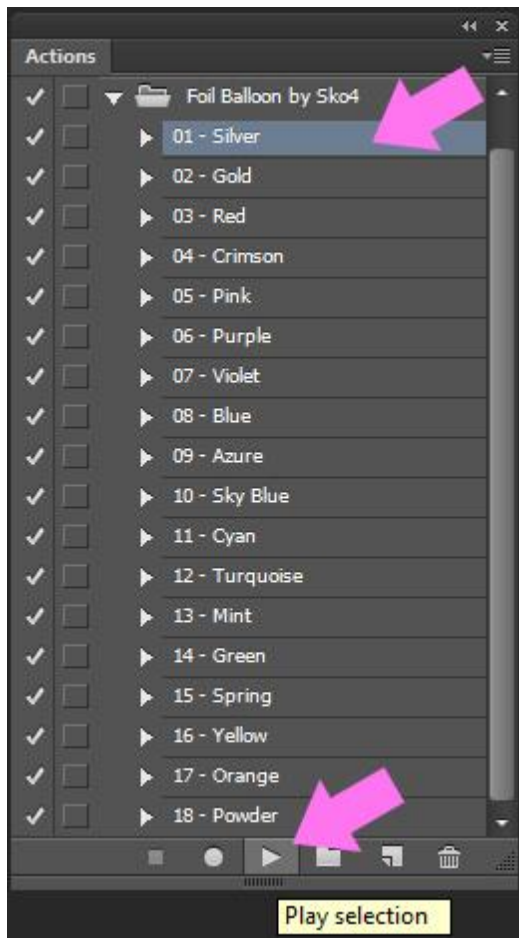 Actions
Foil Balloon by Sko4
01 - Silver
02 - Gold
03 - Red
04 - Crimson
05 - Pink
06 - Purple
07 - Violet
08 - Blue
09 - Azure
10 - Sky Blue
11 - Cyan
12 - Turquoise
13 - Mint
14 - Green
15 - Spring
16 - Yellow
17 - Orange
18 - Powder
Play selection